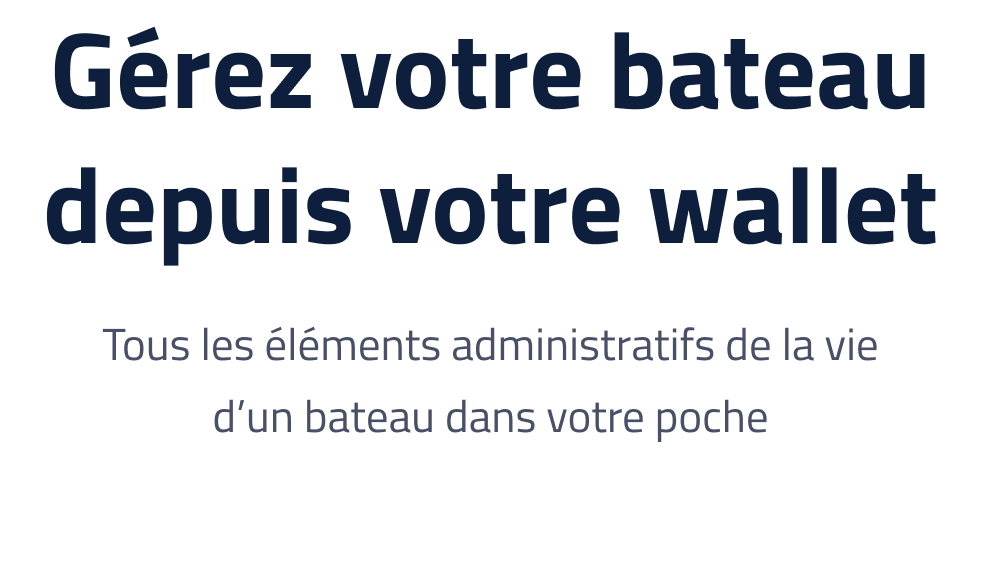 Gérez votre bateau
depuis votre wallet
Tous les éléments administratifs de la vie
d’un bateau dans votre poche